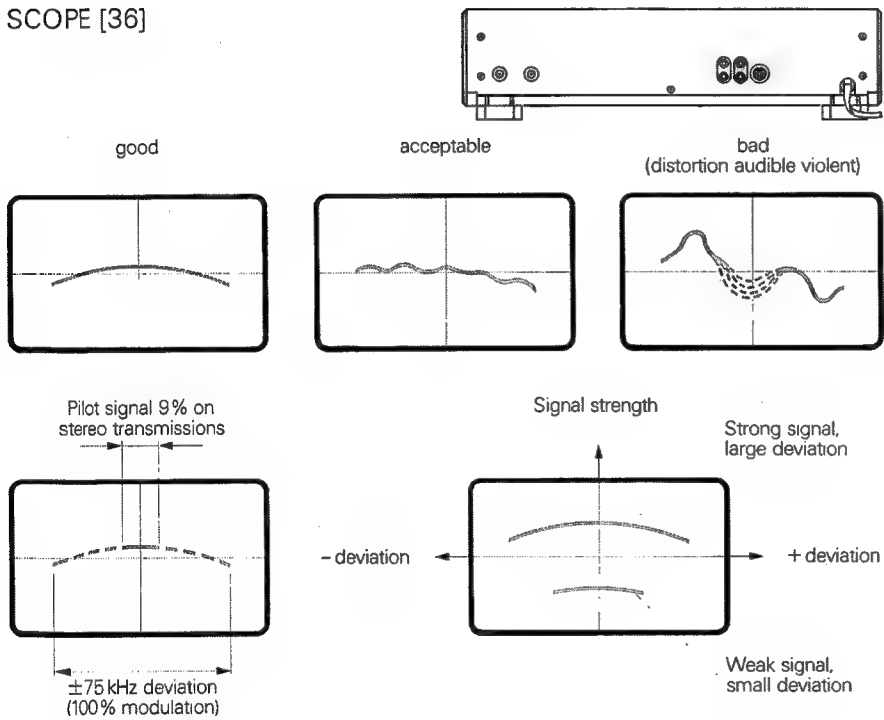 SCOPE [36]
good
acceptable
bad
(distortion audible violent)
Pilot signal 9% on
stereo transmissions
±75 kHz deviation
(100% modulation)
Signal strength
Strong signal,
large deviation
– deviation
+ deviation
Weak signal,
small deviation